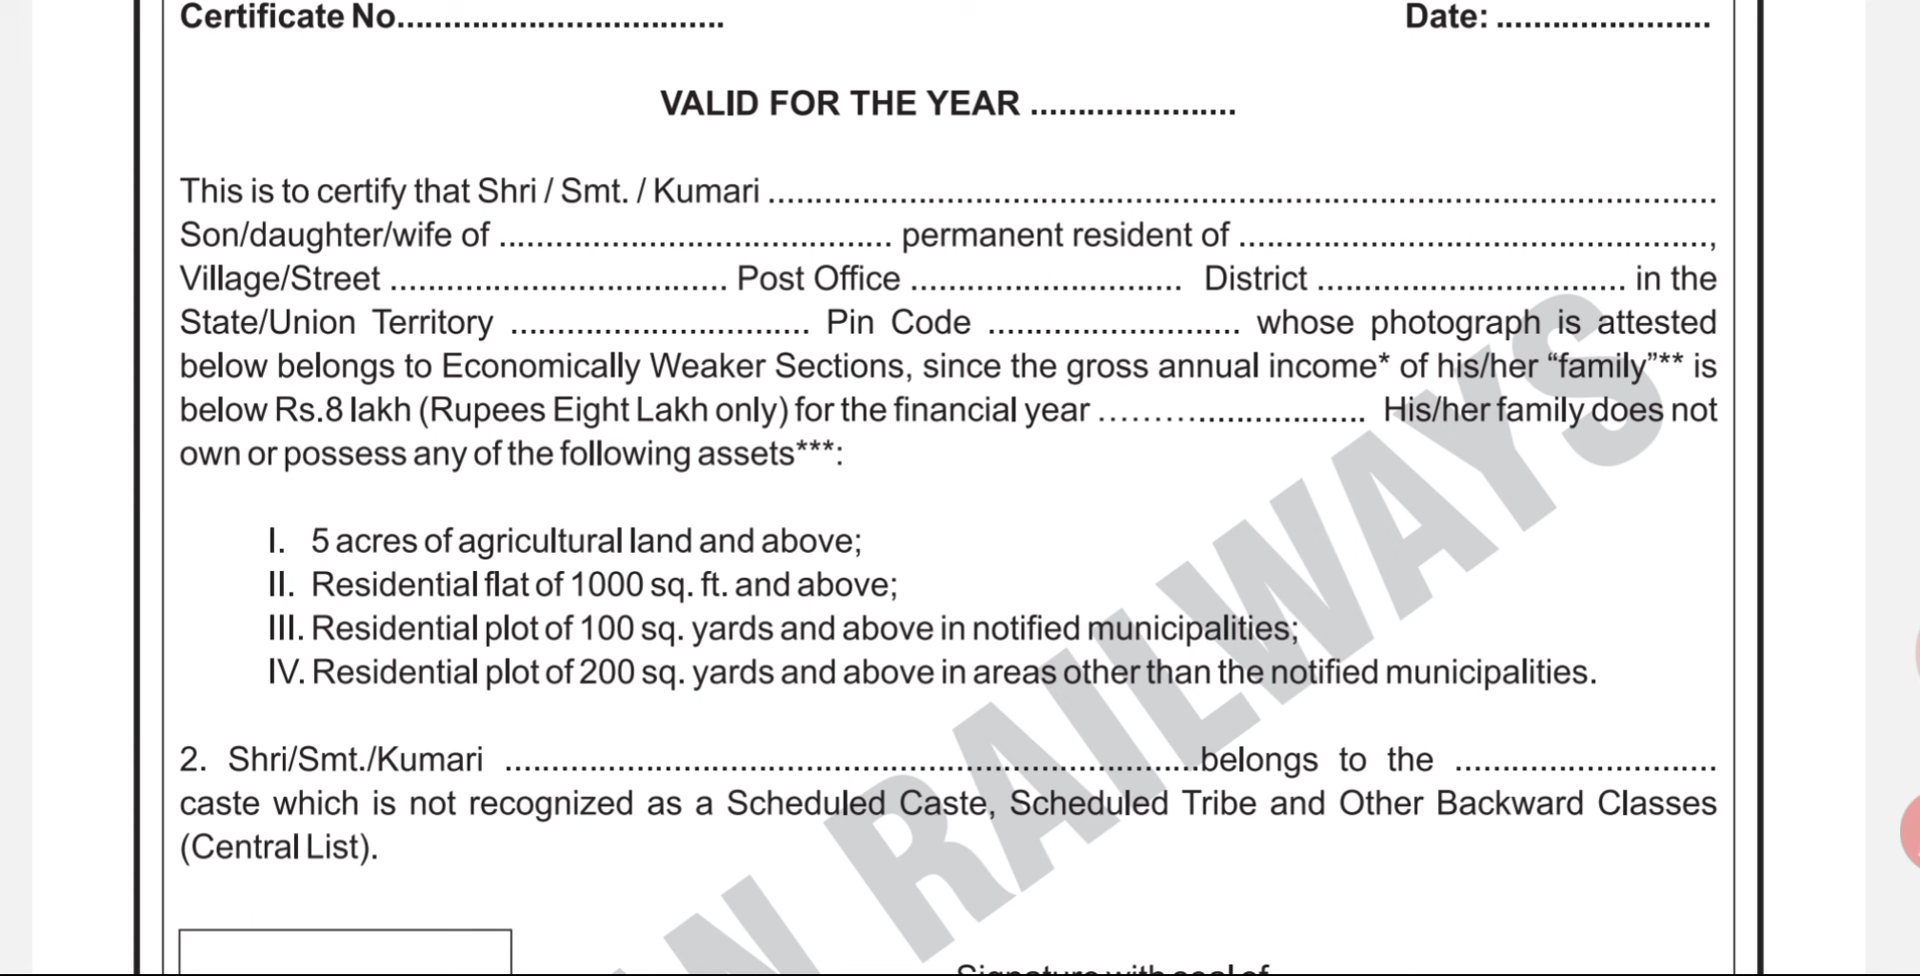 Certificate No................................... Date: .......................
VALID FOR THE YEAR ......................
This is to certify that Shri / Smt. / Kumari .....................................................................................................
Son/daughter/wife of .......................................... permanent resident of ..................................................,
Village/Street .................................... Post Office ............................. District ................................. in the
State/Union Territory ................................ Pin Code ........................... whose photograph is attested
below belongs to Economically Weaker Sections, since the gross annual income* of his/her “family”** is
below Rs.8 lakh (Rupees Eight Lakh only) for the financial year ............................. His/her family does not
own or possess any of the following assets***:
I. 5 acres of agricultural land and above;
II. Residential flat of 1000 sq. ft. and above;
III. Residential plot of 100 sq. yards and above in notified municipalities;
IV. Residential plot of 200 sq. yards and above in areas other than the notified municipalities.
2. Shri/Smt./Kumari ..........................................................................belongs to the ............................
caste which is not recognized as a Scheduled Caste, Scheduled Tribe and Other Backward Classes
(Central List).
Signature with seal of
RAILWAYS